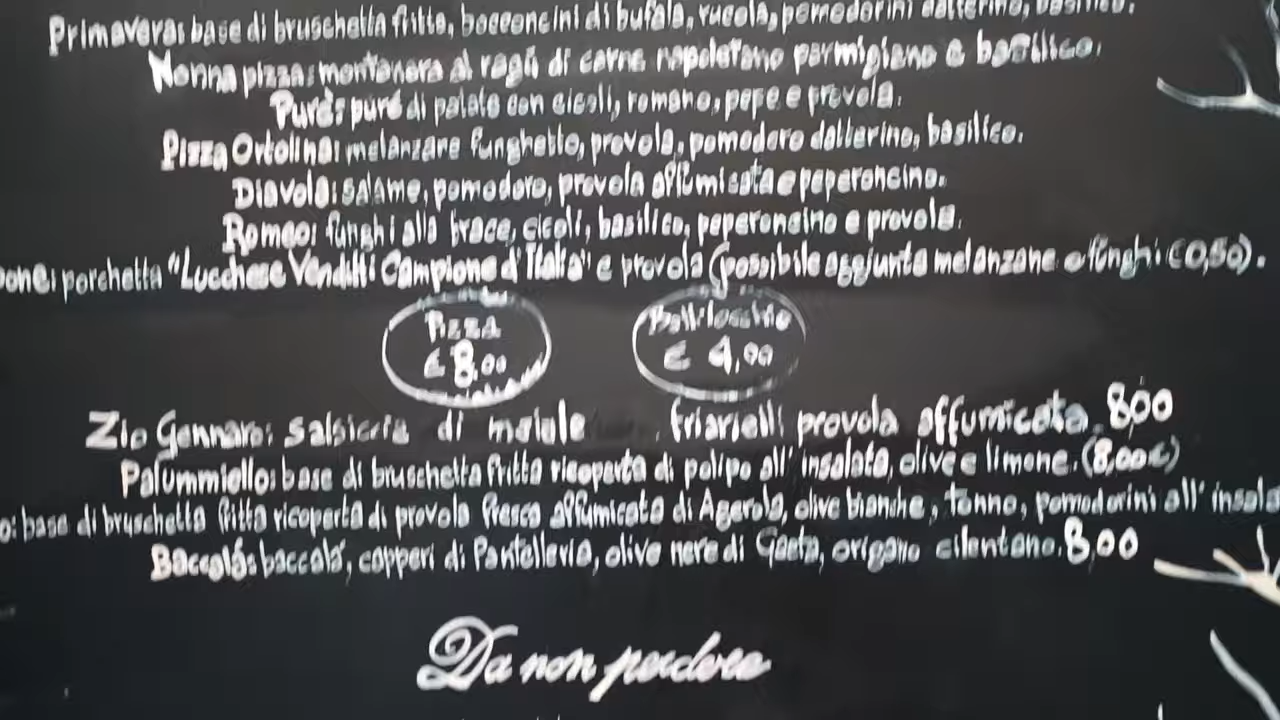 Primavera: base di bruschetta fritta, bocconcini di bufala, rucola, pomodorini datterino, basilico.
Nonna pizza: montanara al ragù di carne napoletano parmigiano e basilico.
Purè: purè di patate con cicoli, romano, pepe e provola.
Pizza Ortolina: melanzane funghetto, provola, pomodoro datterino, basilico.
Diavola: salame, pomodoro, provola affumicata e peperoncino.
Romeo: funghi alla brace, cicoli, basilico, peperoncino e provola.
one: porchetta "Lucchese Venditti Campione d'Italia" e provola (possibile aggiunta melanzane o funghi € 0,50).
Pizza
€ 8,00
Battilocchio
€ 4,00
Zio Gennaro: salsiccia di maiale friarielli provola affumicata. 8,00
Palummiello: base di bruschetta fritta ricoperta di polipo all'insalata, olive e limone. (8,00€)
o: base di bruschetta fritta ricoperta di provola fresca affumicata di Agerola, olive bianche, tonno, pomodorini all' insala
Baccalà: baccalà, capperi di Pantelleria, olive nere di Gaeta, origano cilentano. 8,00
Da non perdere